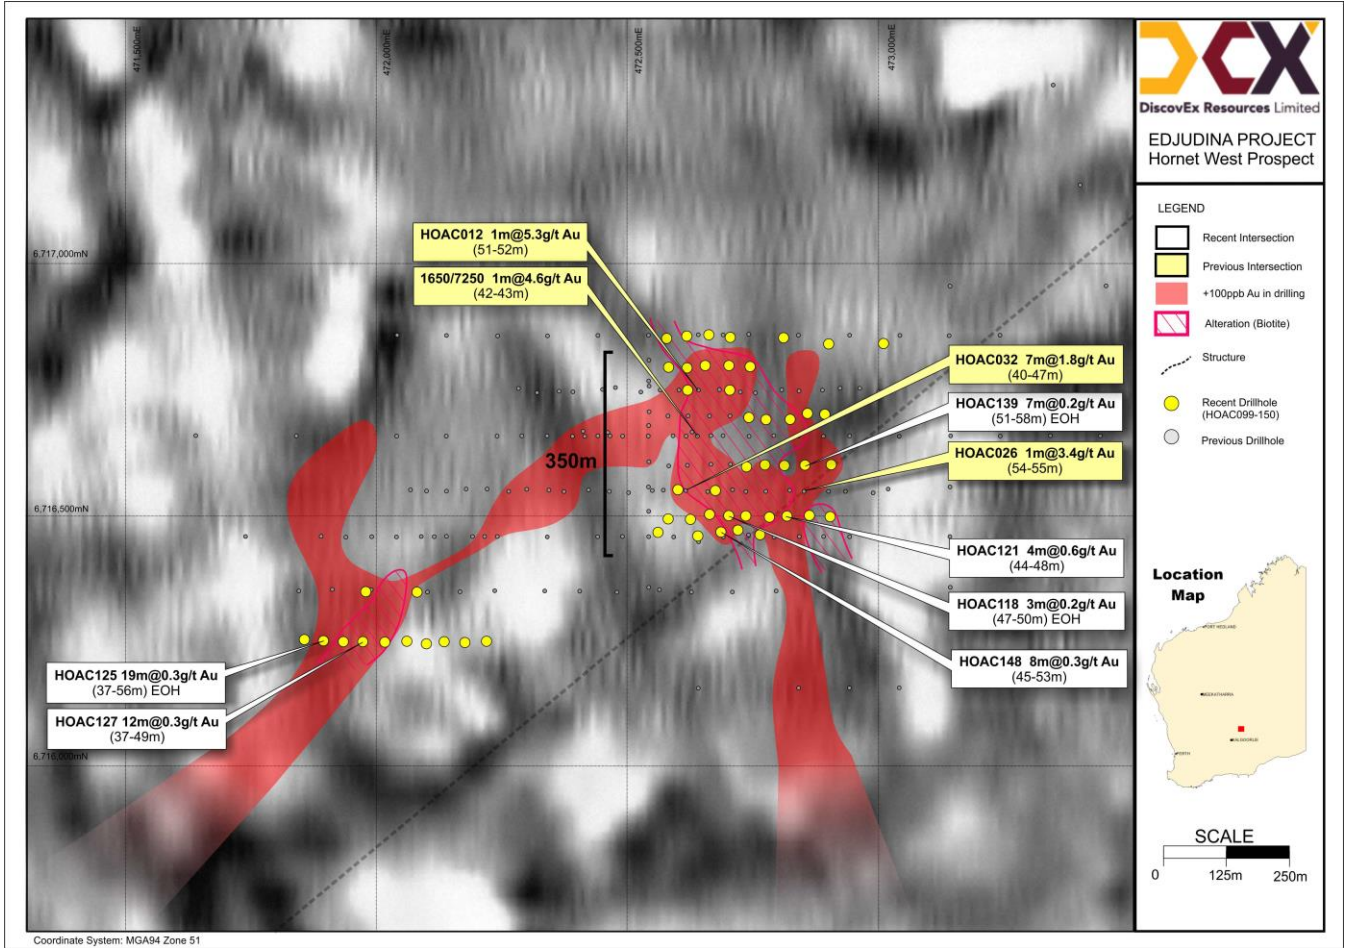 471,500mE
472,000mE
472,500mE
473,000mE
6,717,000mN
6,716,500mN
6,716,000mN
HOAC012 1m@5.3g/t Au
(51-52m)
1650/7250 1m@4.6g/t Au
(42-43m)
350m
HOAC032 7m@1.8g/t Au
(40-47m)
HOAC139 7m@0.2g/t Au
(51-58m) EOH
HOAC026 1m@3.4g/t Au
(54-55m)
HOAC121 4m@0.6g/t Au
(44-48m)
HOAC118 3m@0.2g/t Au
(47-50m) EOH
HOAC148 8m@0.3g/t Au
(45-53m)
HOAC125 19m@0.3g/t Au
(37-56m) EOH
HOAC127 12m@0.3g/t Au
(37-49m)
Coordinate System: MGA94 Zone 51
DCX
DiscovEx Resources Limited
EDJUDINA PROJECT
Hornet West Prospect
LEGEND
Recent Intersection
Previous Intersection
+100ppb Au in drilling
Alteration (Biotite)
Structure
Recent Drillhole
(HOAC099-150)
Previous Drillhole
Location
Map
PORT HEDLAND
MEEKATHARRA
KALGOORLIE
PERTH
SCALE
0 125m 250m